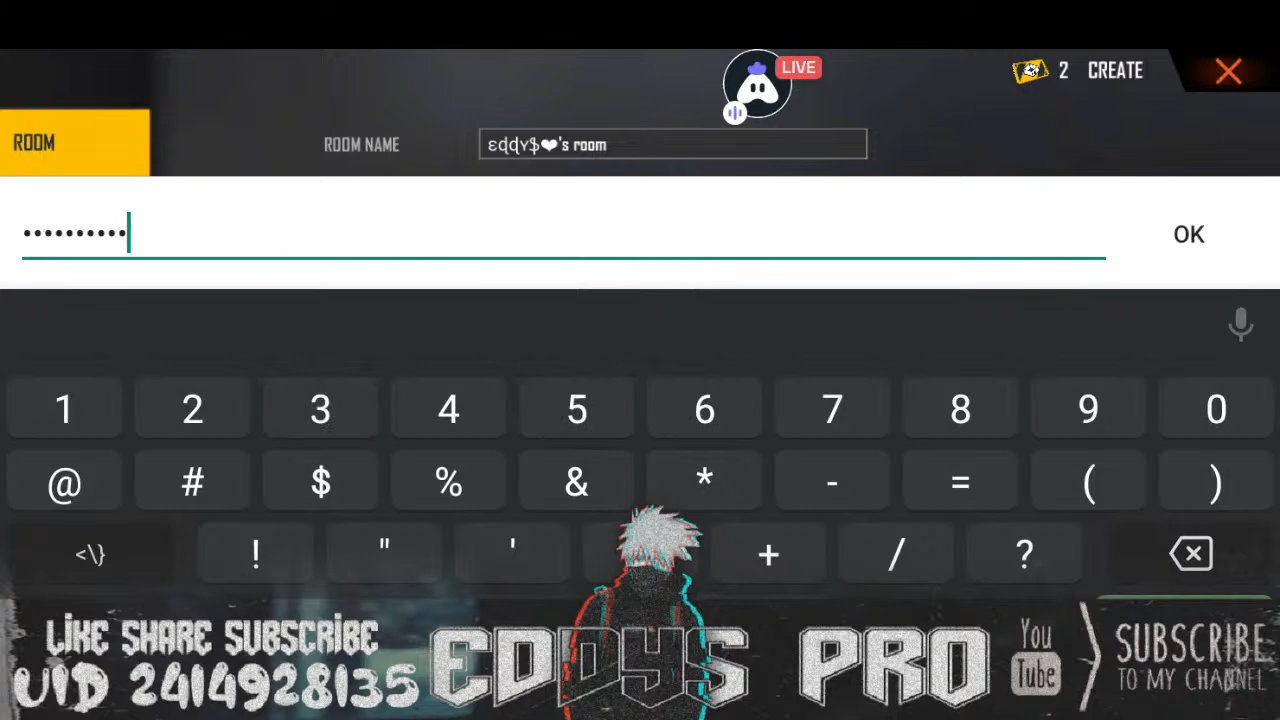 LIVE
2 CREATE
ROOM
ROOM NAME
εɖɖʏ$❤'s room
••••••••••
OK
1 2 3 4 5 6 7 8 9 0
@ # $ % & * - = ( )
<\} ! " ' + / ?
LIKE SHARE SUBSCRIBE
UID 2414928135
EDDYS PRO
You
Tube
SUBSCRIBE
TO MY CHANNEL